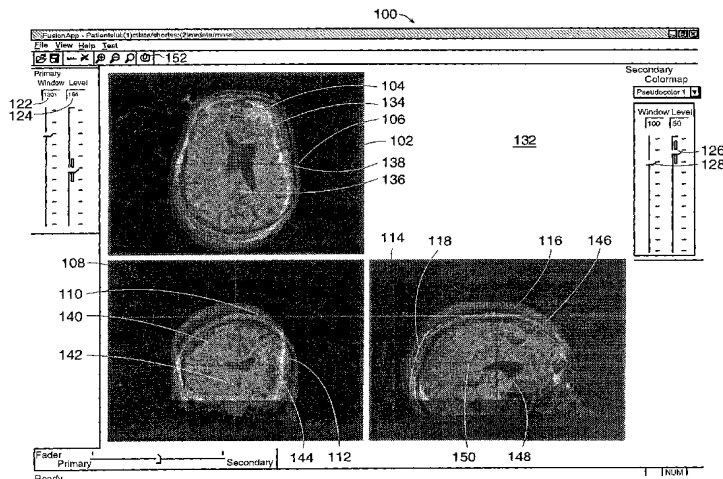 100
FusionApp - Patient
File View Help Test
152
Primary
Window Level
122
124
104
134
106
102
138
136
132
Secondary
Colormap
Pseudocolor 1
Window Level
100 50
126
128
108
110
140
142
144
112
114
118
116
146
150
148
Fader
Primary Secondary
Ready
NUM